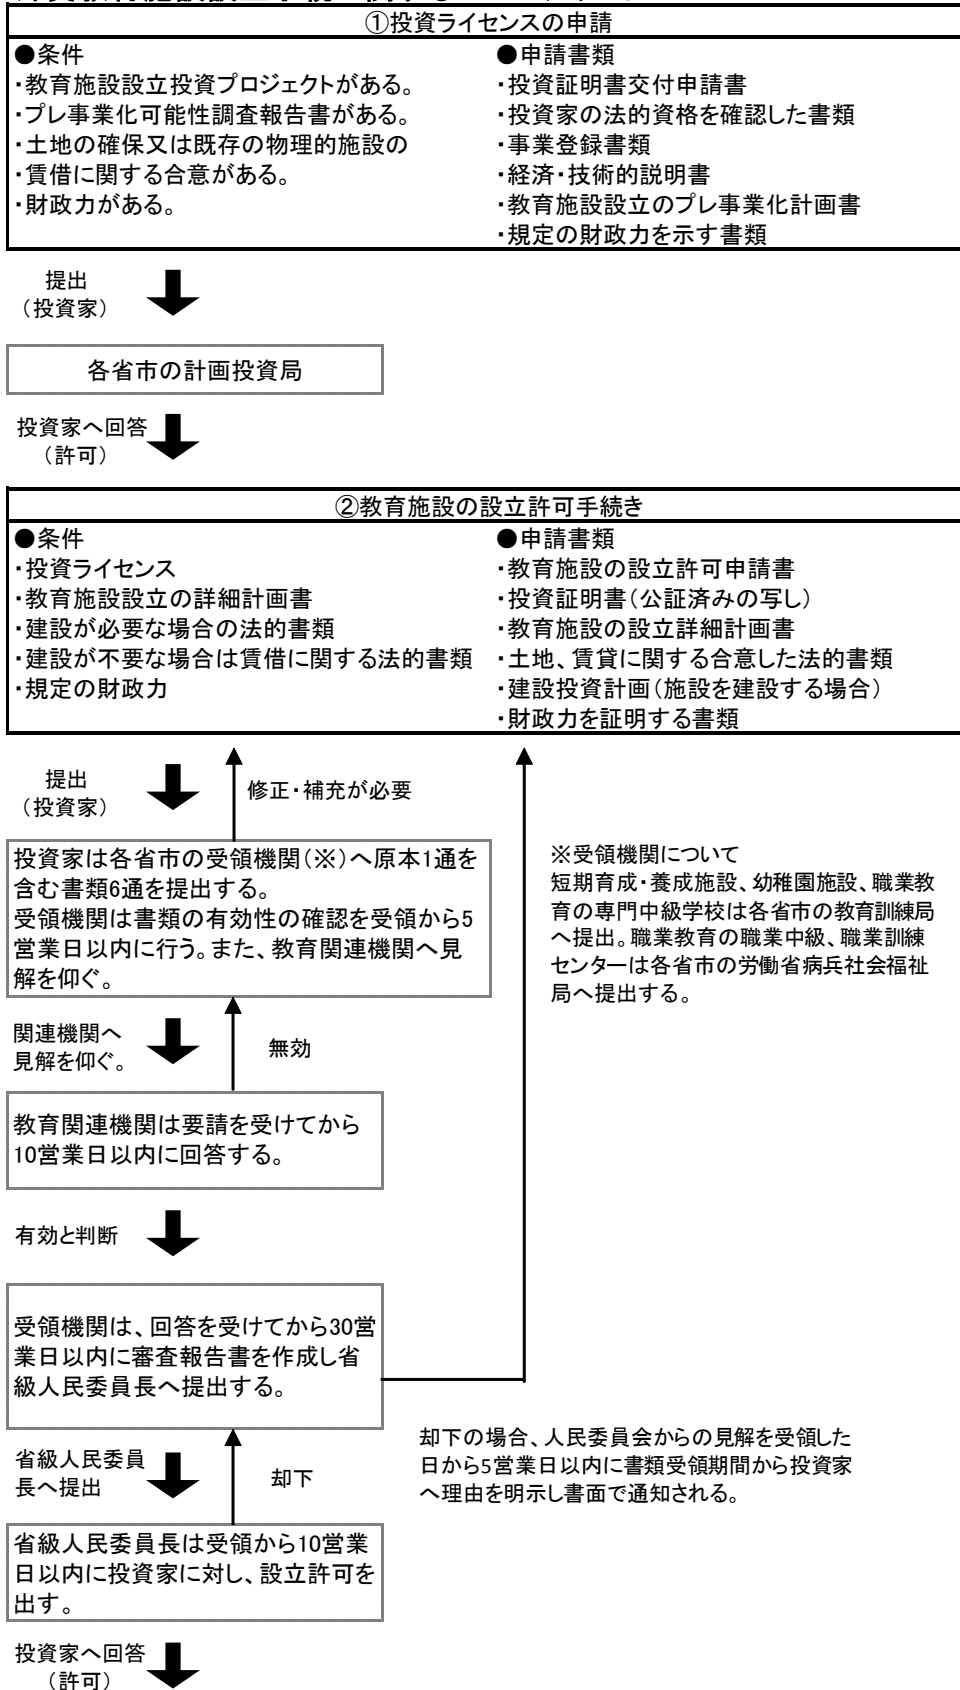 ①投資ライセンスの申請
●条件
・教育施設設立投資プロジェクトがある。
・プレ事業化可能性調査報告書がある。
・土地の確保又は既存の物理的施設の
・賃借に関する合意がある。
・財政力がある。
●申請書類
・投資証明書交付申請書
・投資家の法的資格を確認した書類
・事業登録書類
・経済・技術的説明書
・教育施設設立のプレ事業化計画書
・規定の財政力を示す書類
提出
（投資家）
各省市の計画投資局
投資家へ回答
（許可）
②教育施設の設立許可手続き
●条件
・投資ライセンス
・教育施設設立の詳細計画書
・建設が必要な場合の法的書類
・建設が不要な場合は賃借に関する法的書類
・規定の財政力
●申請書類
・教育施設の設立許可申請書
・投資証明書（公証済みの写し）
・教育施設の設立詳細計画書
・土地、賃貸に関する合意した法的書類
・建設投資計画（施設を建設する場合）
・財政力を証明する書類
提出
（投資家）
修正・補充が必要
投資家は各省市の受領機関（※）へ原本1通を
含む書類6通を提出する。
受領機関は書類の有効性の確認を受領から5
営業日以内に行う。また、教育関連機関へ見
解を仰ぐ。
※受領機関について
短期育成・養成施設、幼稚園施設、職業教
育の専門中級学校は各省市の教育訓練局
へ提出。職業教育の職業中級、職業訓練
センターは各省市の労働省病兵社会福祉
局へ提出する。
関連機関へ
見解を仰ぐ。
無効
教育関連機関は要請を受けてから
10営業日以内に回答する。
有効と判断
受領機関は、回答を受けてから30営
業日以内に審査報告書を作成し省
級人民委員長へ提出する。
省級人民委員
長へ提出
却下
却下の場合、人民委員会からの見解を受領した
日から5営業日以内に書類受領期間から投資家
へ理由を明示し書面で通知される。
省級人民委員長は受領から10営業
日以内に投資家に対し、設立許可を
出す。
投資家へ回答
（許可）